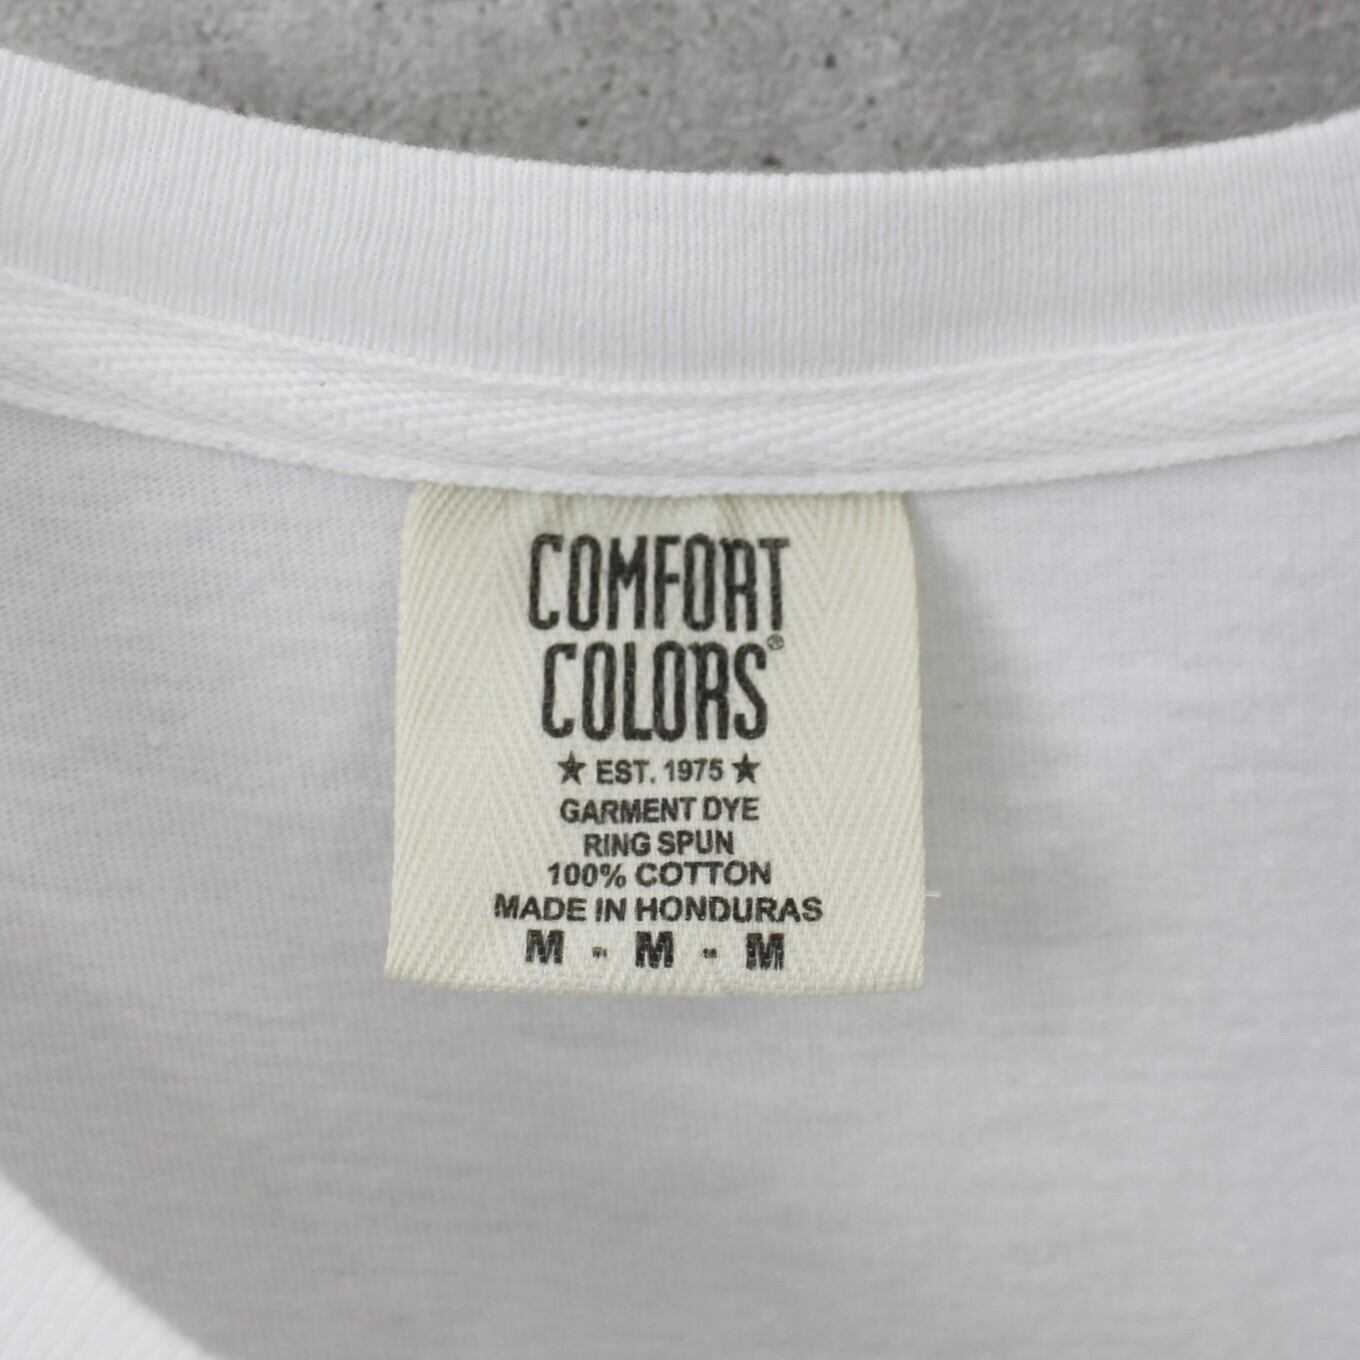 COMFORT
COLORS®
★ EST. 1975 ★
GARMENT DYE
RING SPUN
100% COTTON
MADE IN HONDURAS
M - M - M